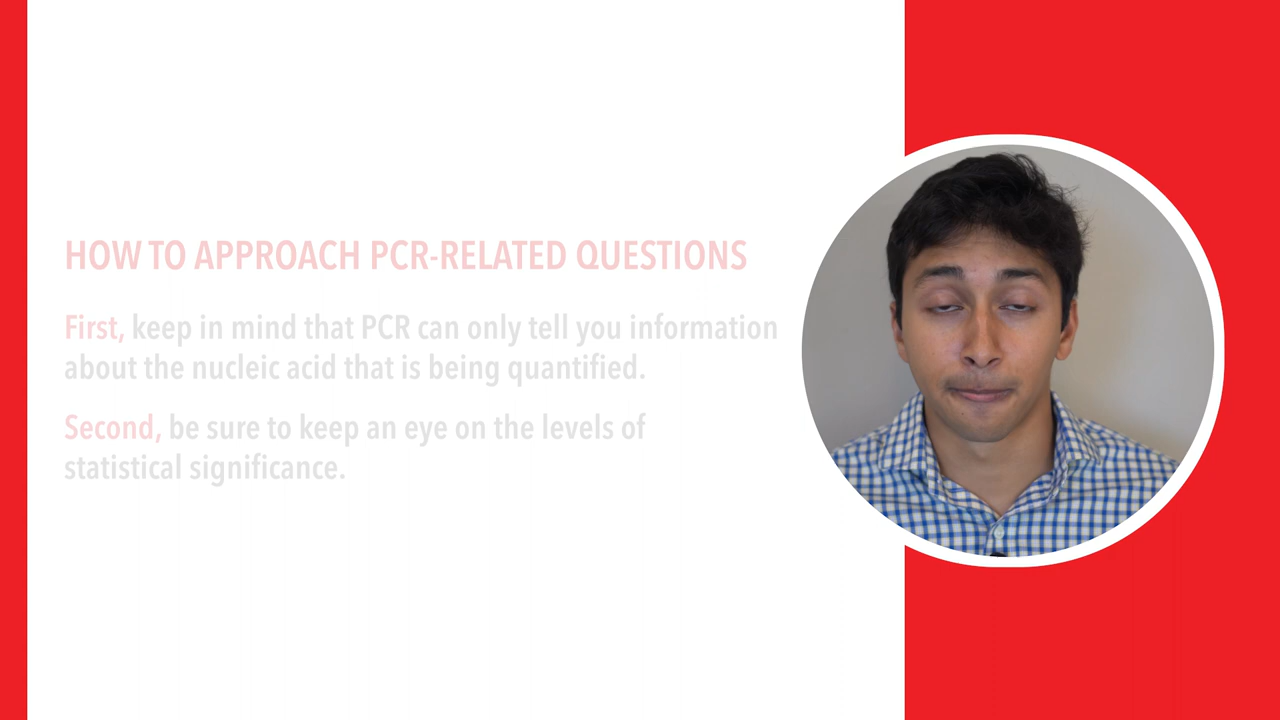 HOW TO APPROACH PCR-RELATED QUESTIONS
First, keep in mind that PCR can only tell you information
about the nucleic acid that is being quantified.
Second, be sure to keep an eye on the levels of
statistical significance.